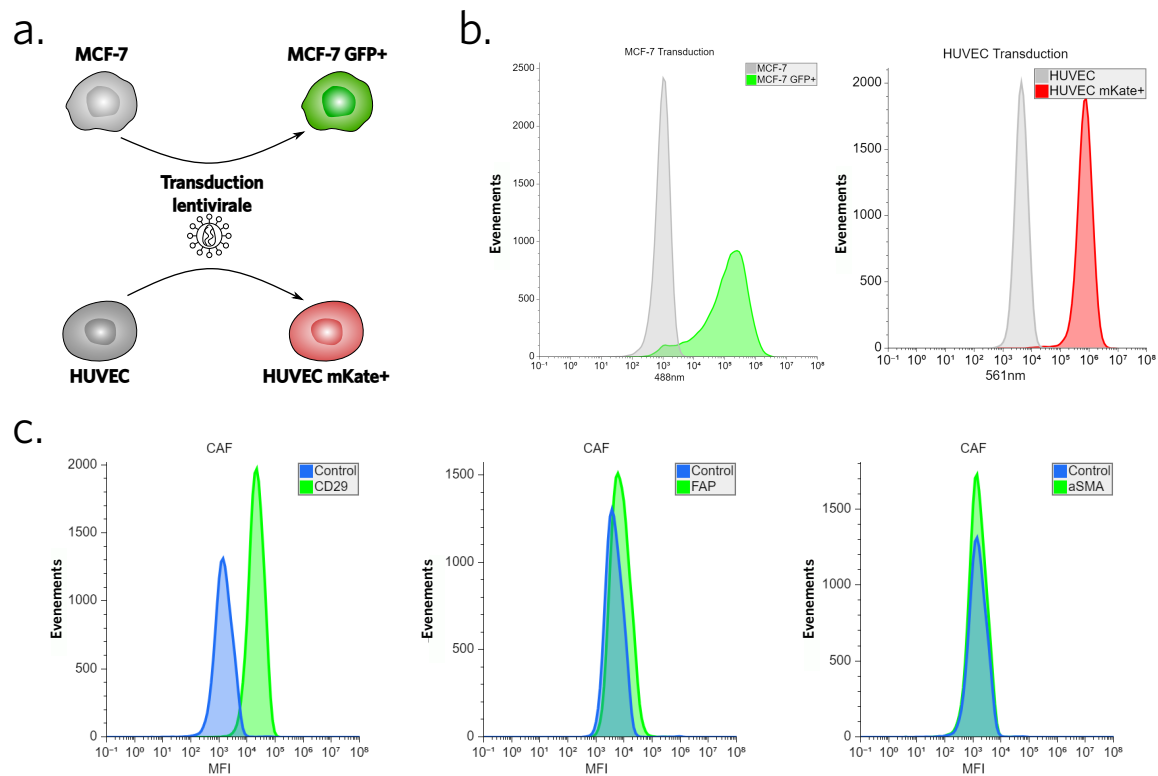 a.
MCF-7
MCF-7 GFP+
Transduction
lentivirale
HUVEC
HUVEC mKate+
b.
MCF-7 Transduction
MCF-7
MCF-7 GFP+
Evenements
2500
2000
1500
1000
500
0
10⁻¹ 10⁰ 10¹ 10² 10³ 10⁴ 10⁵ 10⁶ 10⁷ 10⁸
488nm
HUVEC Transduction
HUVEC
HUVEC mKate+
Evenements
2000
1500
1000
500
0
10⁻¹ 10⁰ 10¹ 10² 10³ 10⁴ 10⁵ 10⁶ 10⁷ 10⁸
561nm
c.
CAF
Control
CD29
Evenements
2000
1500
1000
500
0
10⁻¹ 10⁰ 10¹ 10² 10³ 10⁴ 10⁵ 10⁶ 10⁷ 10⁸
MFI
CAF
Control
FAP
Evenements
1500
1000
500
0
10⁻¹ 10⁰ 10¹ 10² 10³ 10⁴ 10⁵ 10⁶ 10⁷ 10⁸
MFI
CAF
Control
aSMA
Evenements
1500
1000
500
0
10⁻¹ 10⁰ 10¹ 10² 10³ 10⁴ 10⁵ 10⁶ 10⁷ 10⁸
MFI